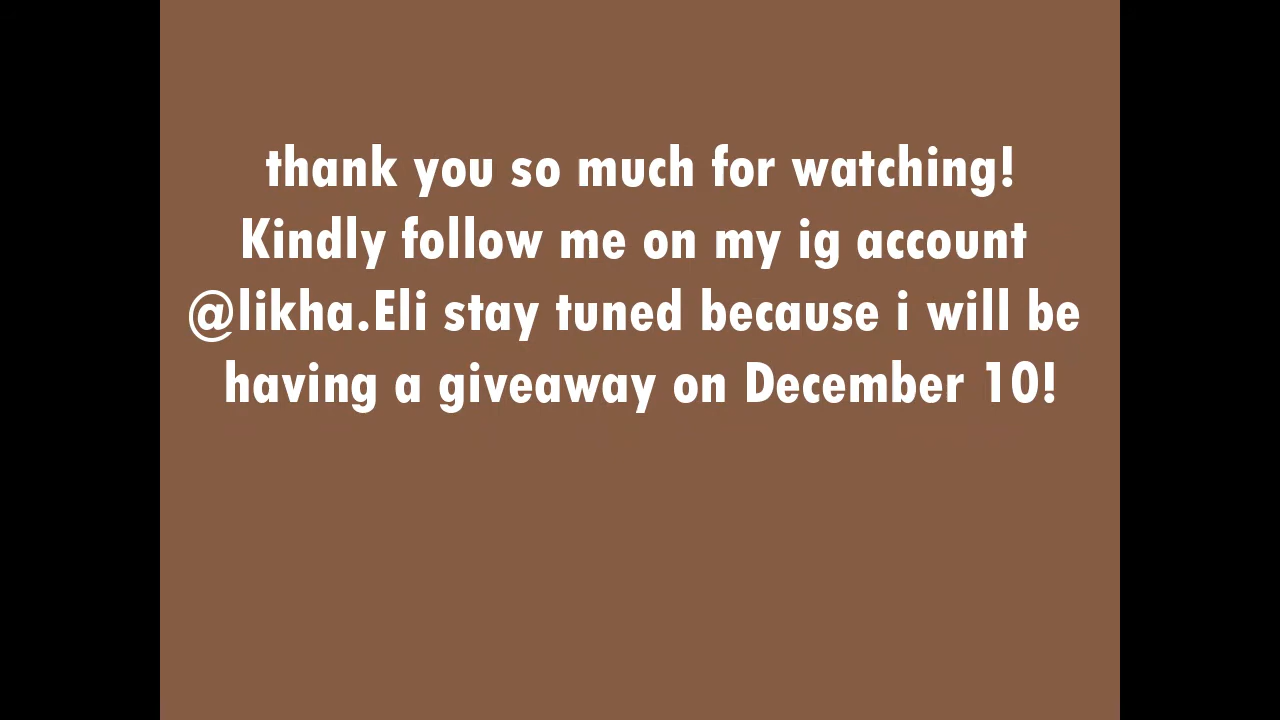 thank you so much for watching!
Kindly follow me on my ig account
@likha.Eli stay tuned because i will be
having a giveaway on December 10!